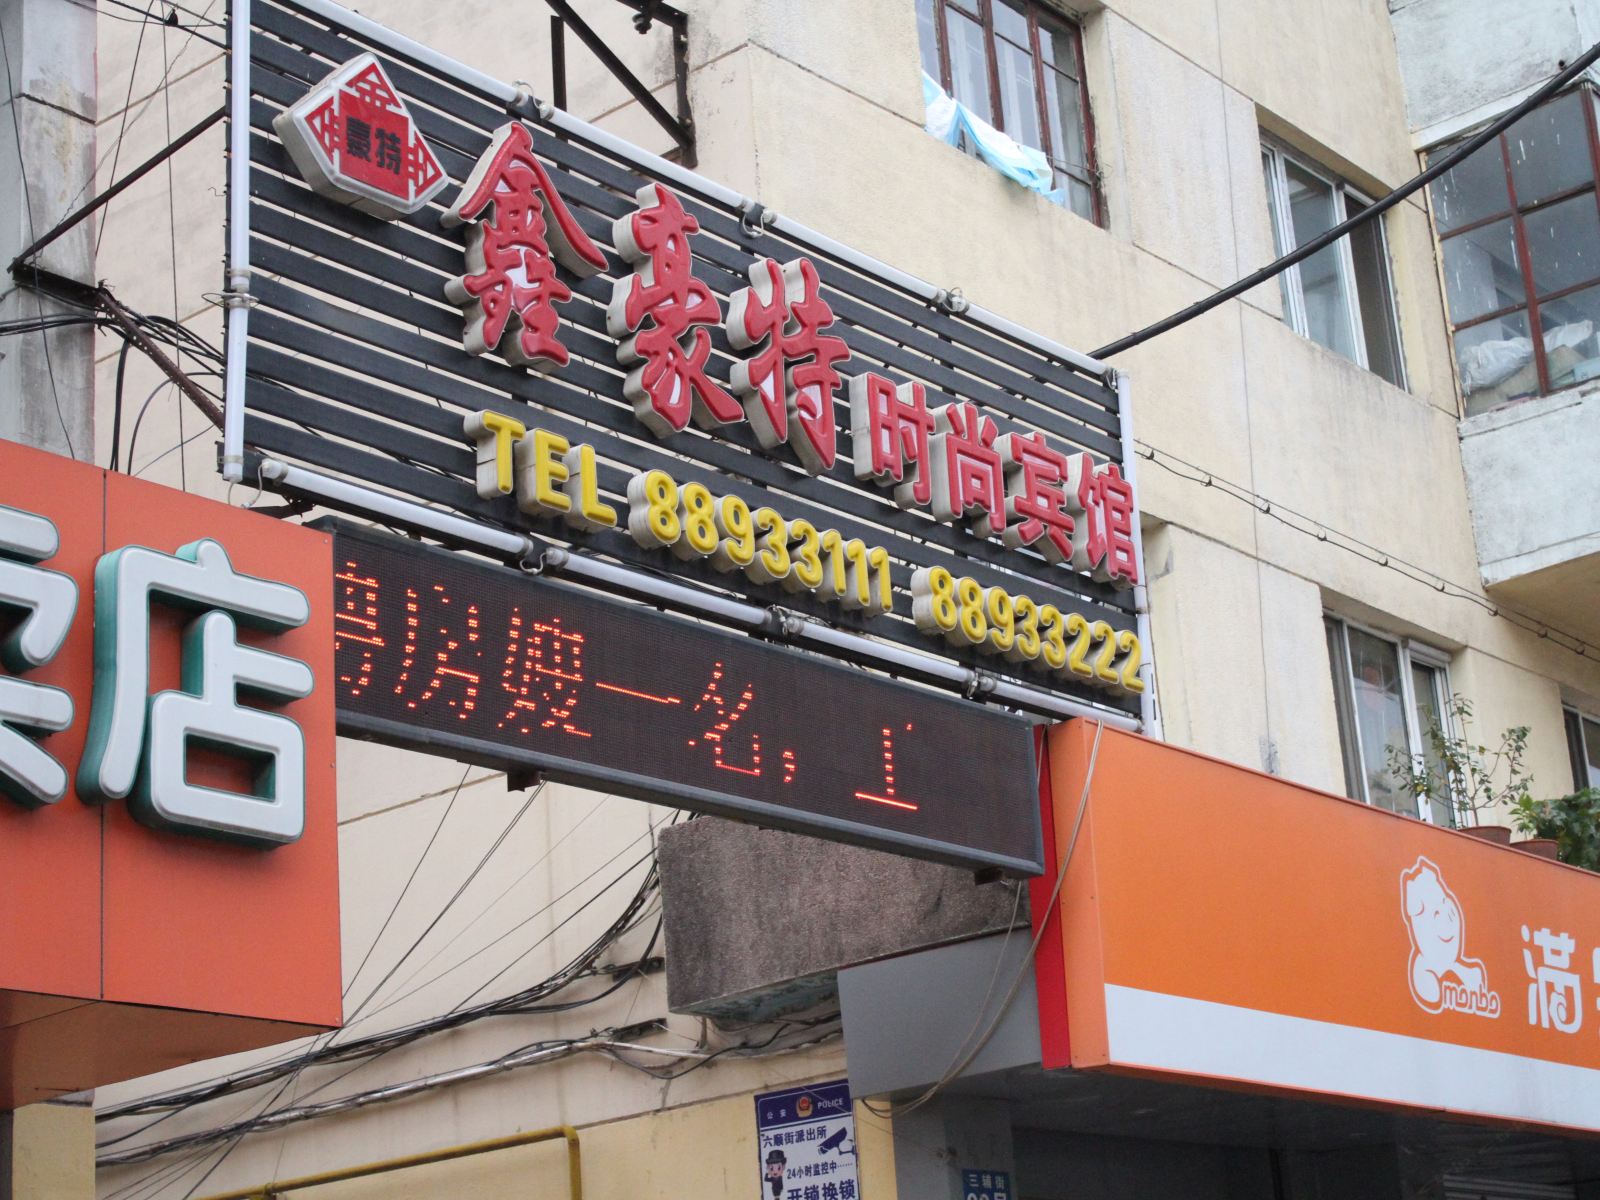 金
豪特
鑫豪特时尚宾馆
TEL 88933111 88933222
店
房嫂一名，
manba
满
公安 POLICE
六顺街派出所
24小时监控中……
开锁换锁
三辅街